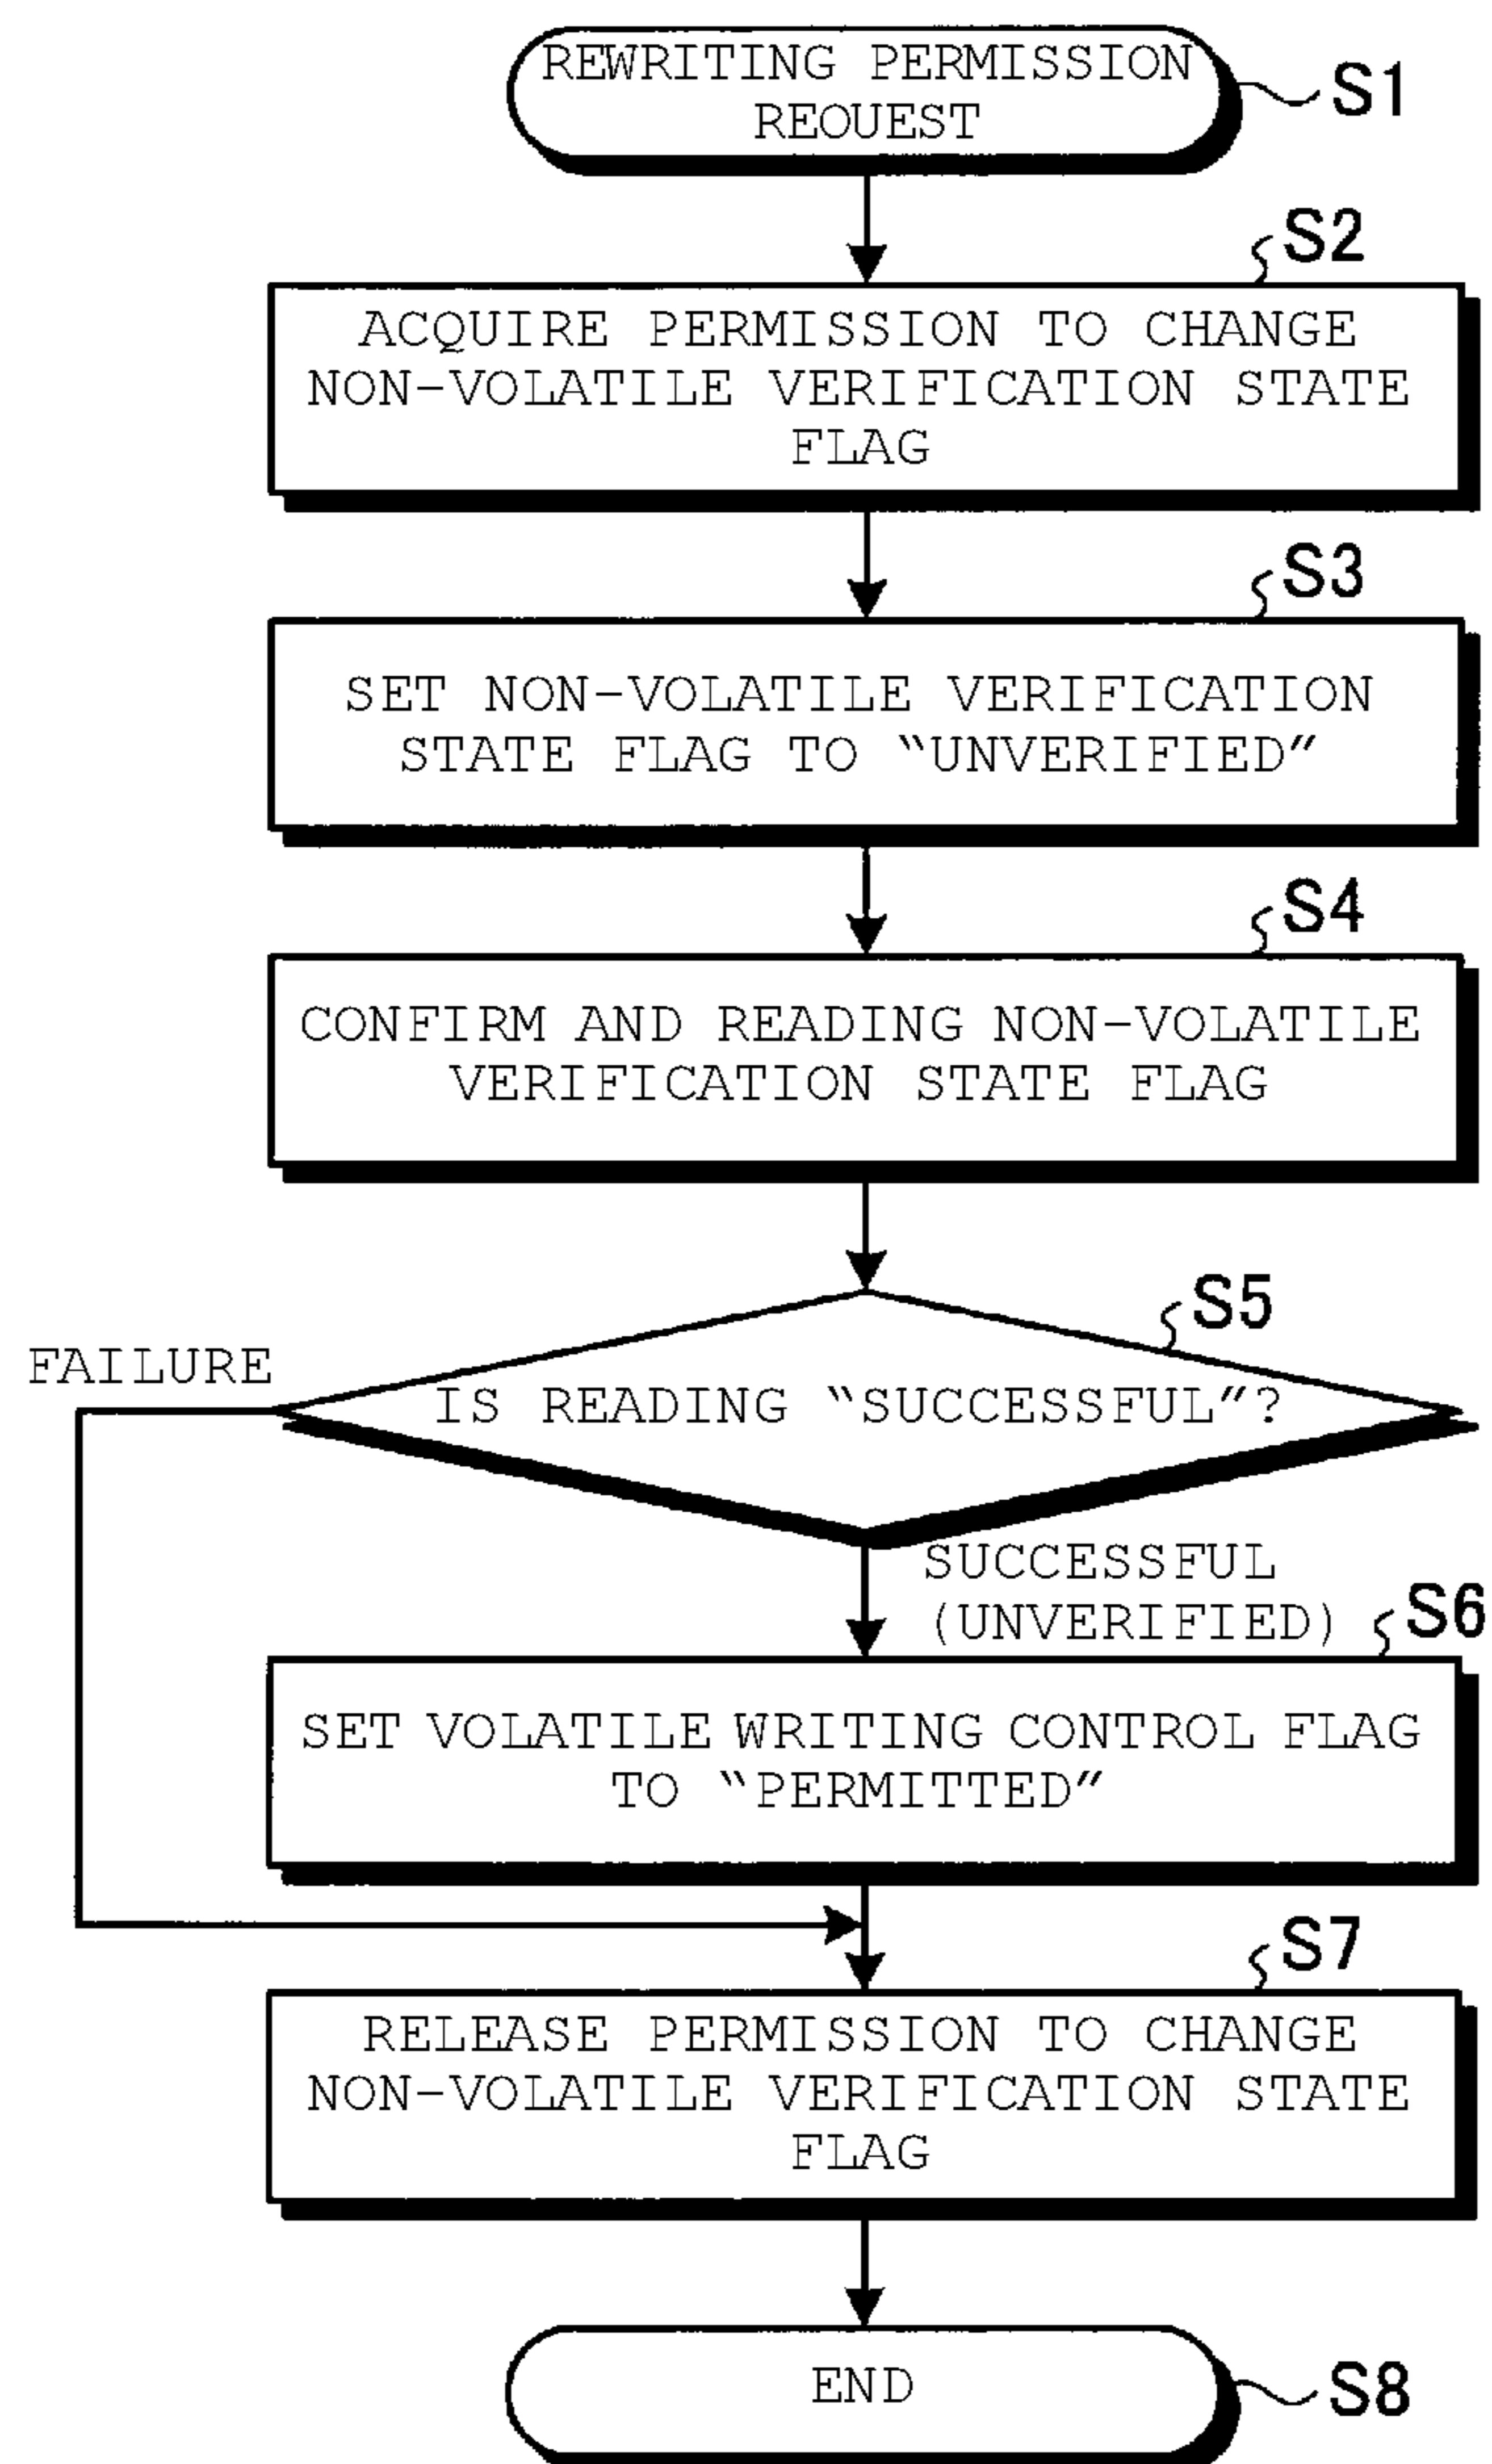 REWRITING PERMISSION
REOUEST
S1
S2
ACQUIRE PERMISSION TO CHANGE
NON-VOLATILE VERIFICATION STATE
FLAG
S3
SET NON-VOLATILE VERIFICATION
STATE FLAG TO “UNVERIFIED”
S4
CONFIRM AND READING NON-VOLATILE
VERIFICATION STATE FLAG
S5
FAILURE
IS READING “SUCCESSFUL”?
SUCCESSFUL
(UNVERIFIED)
S6
SET VOLATILE WRITING CONTROL FLAG
TO “PERMITTED”
S7
RELEASE PERMISSION TO CHANGE
NON-VOLATILE VERIFICATION STATE
FLAG
END
S8